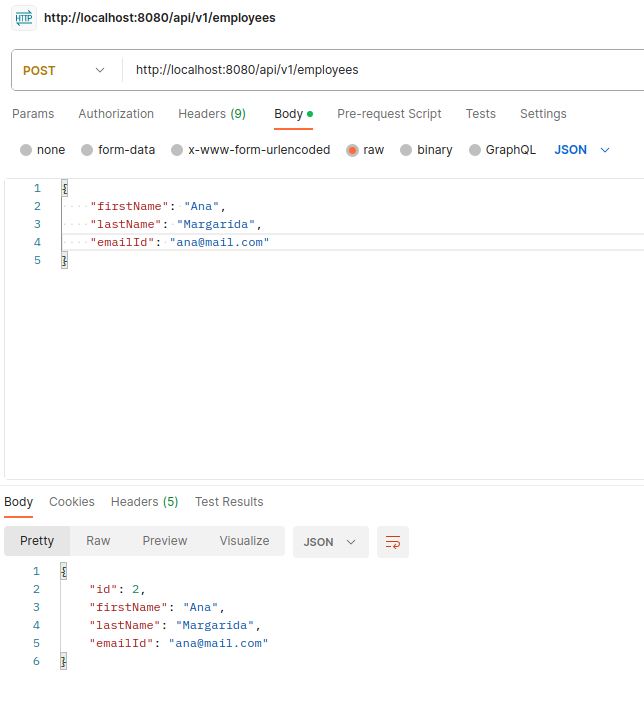 HTTP http://localhost:8080/api/v1/employees
POST http://localhost:8080/api/v1/employees
Params Authorization Headers (9) Body Pre-request Script Tests Settings
none form-data x-www-form-urlencoded raw binary GraphQL JSON
1 {
2 "firstName": "Ana",
3 "lastName": "Margarida",
4 "emailId": "ana@mail.com"
5 }
Body Cookies Headers (5) Test Results
Pretty Raw Preview Visualize JSON
1 {
2 "id": 2,
3 "firstName": "Ana",
4 "lastName": "Margarida",
5 "emailId": "ana@mail.com"
6 }